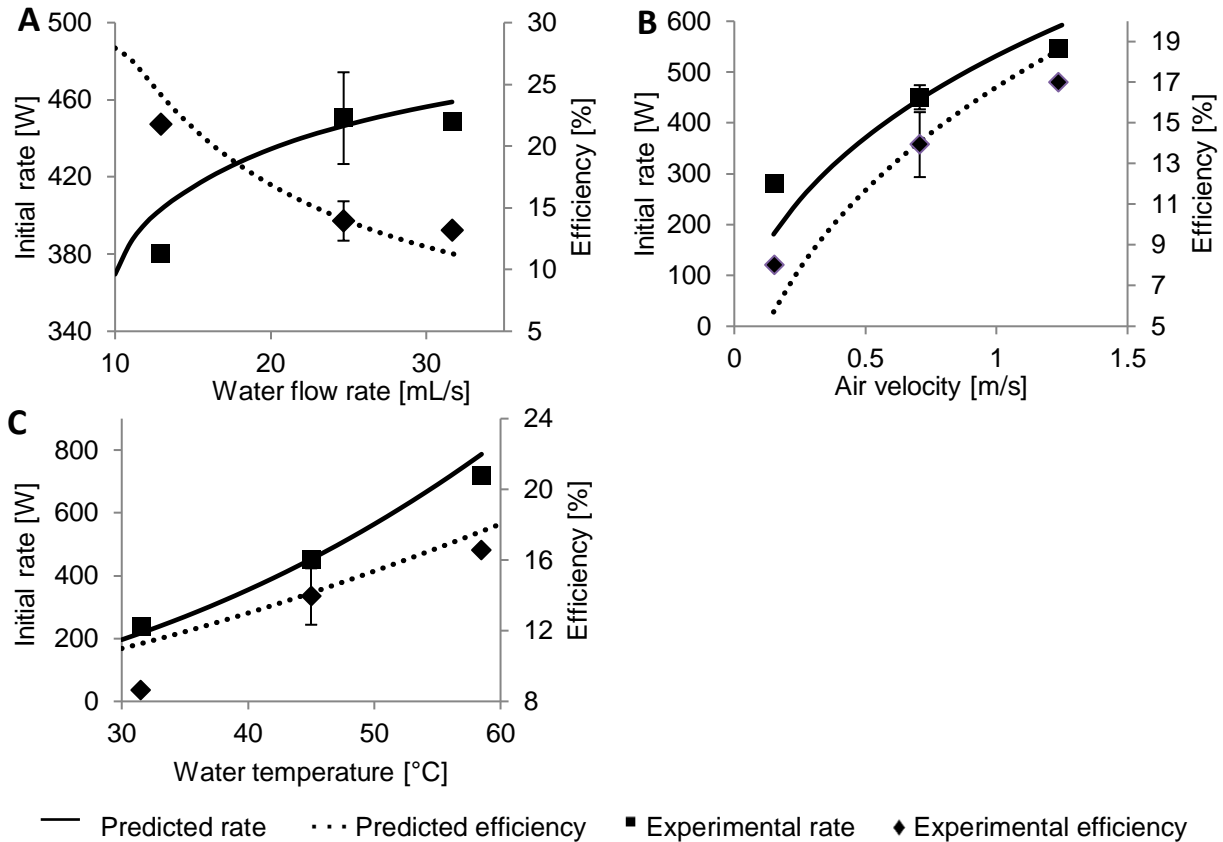 A
500
460
420
380
340
Initial rate [W]
30
25
20
15
10
5
Efficiency [%]
10 20 30
Water flow rate [mL/s]
B
600
500
400
300
200
100
0
Initial rate [W]
19
17
15
13
11
9
7
5
Efficiency [%]
0 0.5 1 1.5
Air velocity [m/s]
C
800
600
400
200
0
Initial rate [W]
24
20
16
12
8
Efficiency [%]
30 40 50 60
Water temperature [°C]
Predicted rate Predicted efficiency Experimental rate Experimental efficiency